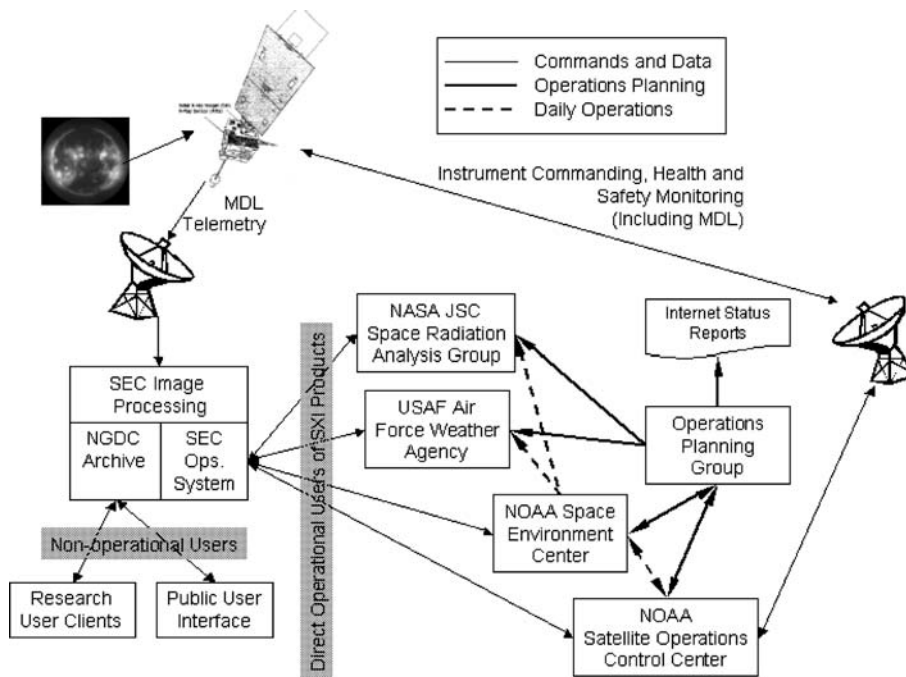 Commands and Data
Operations Planning
Daily Operations
Instrument Commanding, Health and
Safety Monitoring
(Including MDL)
MDL
Telemetry
NASA JSC
Space Radiation
Analysis Group
Internet Status
Reports
SEC Image
Processing
NGDC
Archive
SEC
Ops.
System
Direct Operational Users of SXI Products
USAF Air
Force Weather
Agency
Operations
Planning
Group
NOAA Space
Environment
Center
Non-operational Users
Research
User Clients
Public User
Interface
NOAA
Satellite Operations
Control Center